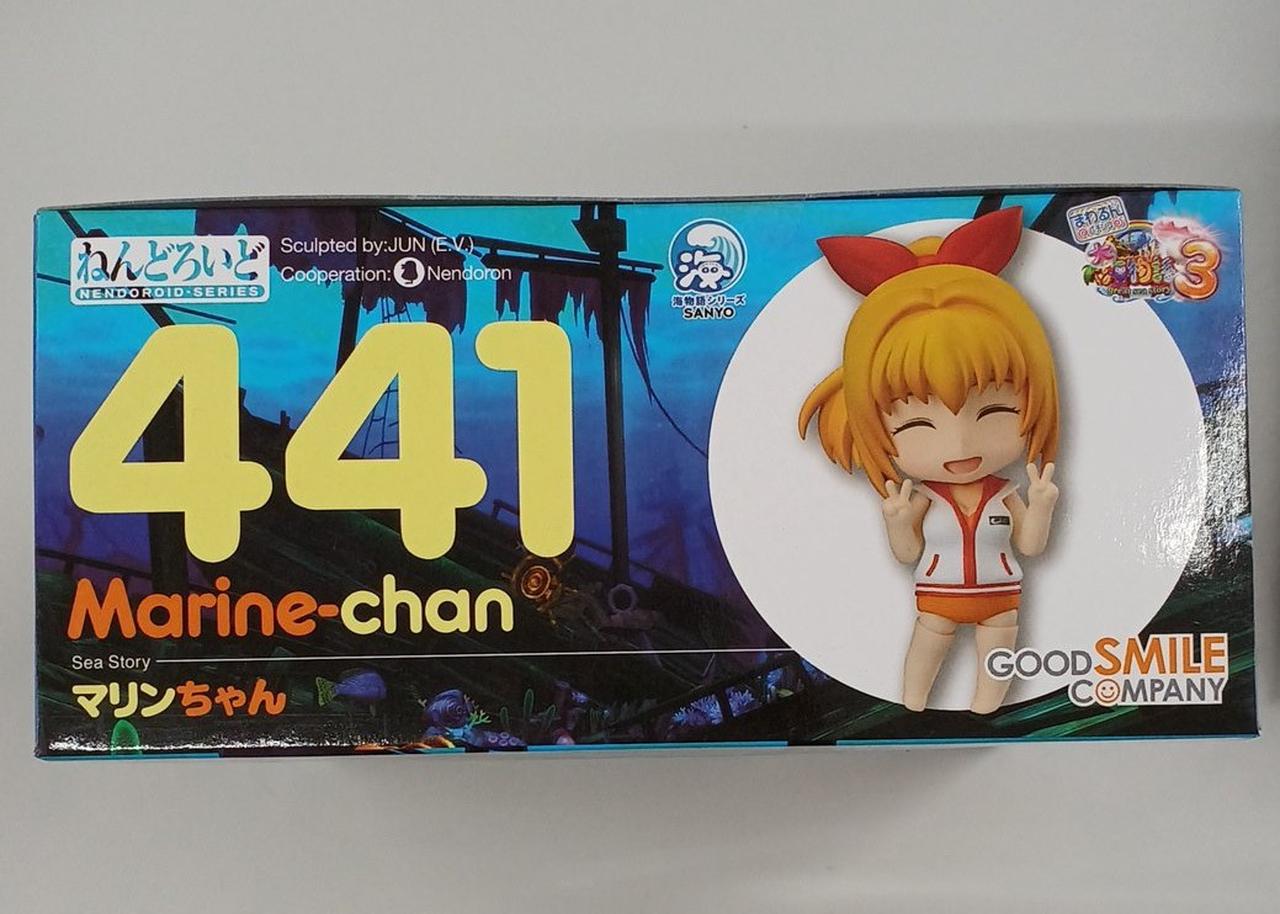 ねんどろいど
NENDOROID-SERIES
Sculpted by:JUN (E.V.)
Cooperation: Nendoron
海
海物語シリーズ
SANYO
3
441
Marine-chan
Sea Story
マリンちゃん
GOOD SMILE
COMPANY